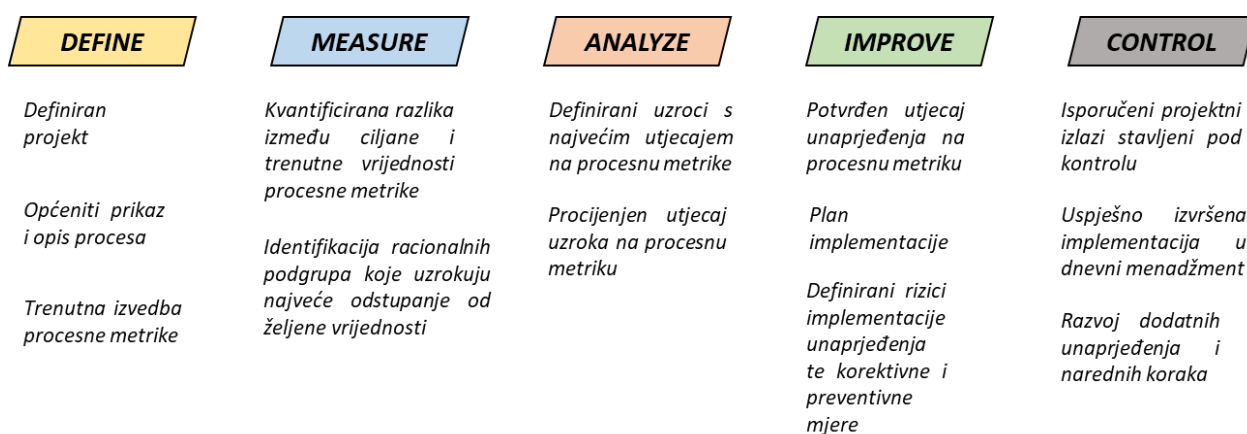 DEFINE
Definiran
projekt
Općeniti prikaz
i opis procesa
Trenutna izvedba
procesne metrike
MEASURE
Kvantificirana razlika
između ciljane i
trenutne vrijednosti
procesne metrike
Identifikacija racionalnih
podgrupa koje uzrokuju
najveće odstupanje od
željene vrijednosti
ANALYZE
Definirani uzroci s
najvećim utjecajem
na procesnu metrike
Procijenjen utjecaj
uzroka na procesnu
metriku
IMPROVE
Potvrđen utjecaj
unaprjeđenja na
procesnu metriku
Plan
implementacije
Definirani rizici
implementacije
unaprjeđenja
te korektivne i
preventivne
mjere
CONTROL
Isporučeni projektni
izlazi stavljeni pod
kontrolu
Uspješno izvršena
implementacija u
dnevni menadžment
Razvoj dodatnih
unaprjeđenja i
narednih koraka